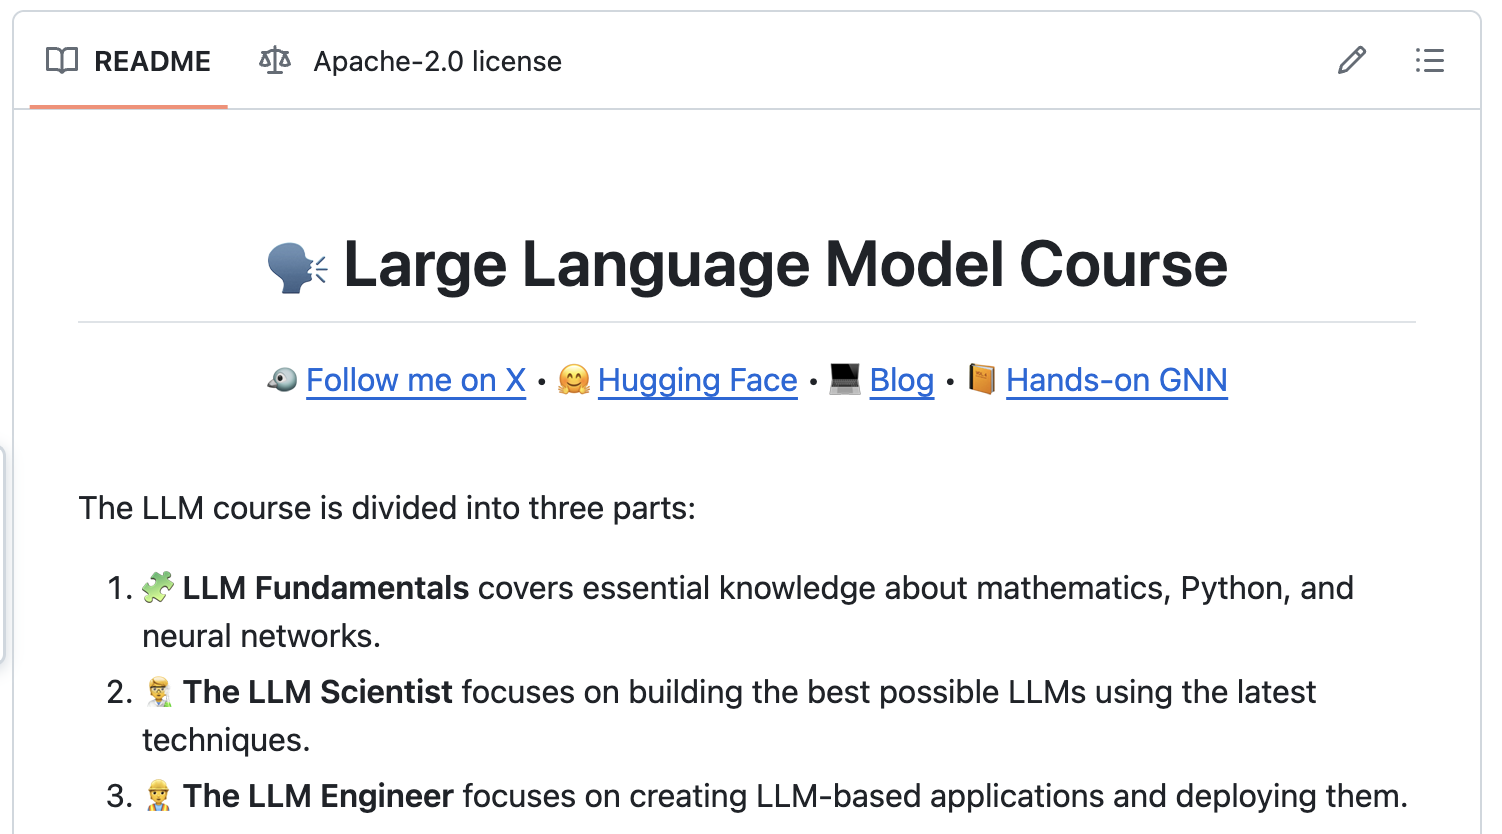 README Apache-2.0 license
🗣️ Large Language Model Course
🐦 Follow me on X • 🤗 Hugging Face • 💻 Blog • 📙 Hands-on GNN
The LLM course is divided into three parts:
1. 🧩 LLM Fundamentals covers essential knowledge about mathematics, Python, and
neural networks.
2. 🧑‍🔬 The LLM Scientist focuses on building the best possible LLMs using the latest
techniques.
3. 👷 The LLM Engineer focuses on creating LLM-based applications and deploying them.